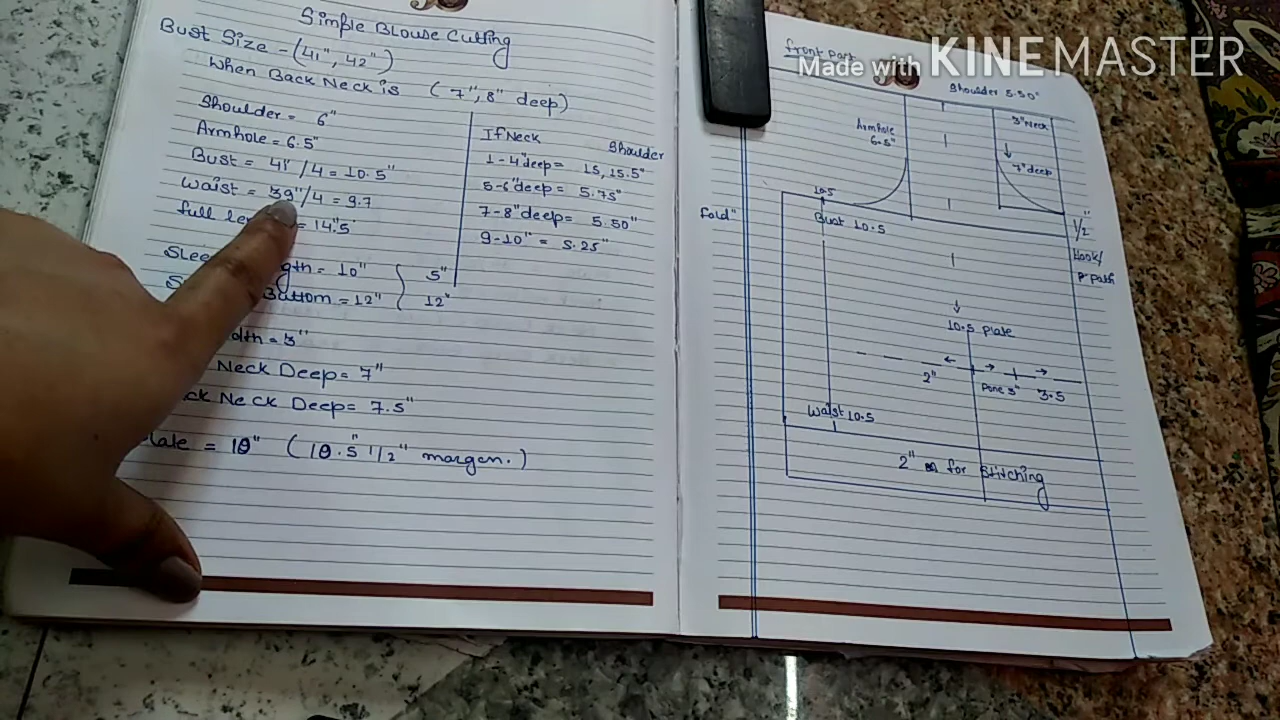 Simple Blouse Cutting
Bust Size - (41", 42")
When Back Neck is ( 7", 8" deep)
Shoulder = 6"
Armhole = 6.5"
Bust = 41" /4 = 10.5"
Waist = 39"/4 = 9.7
full = 14.5"
= 10" 5"
Bottom = 12" 12"
= 3"
Neck Deep = 7"
Neck Deep = 7.5"
= 10" ( 10.5" 1/2" margen.)
If Neck Shoulder
1-4"deep = 15, 15.5"
5-6"deep = 5.75"
7-8"deep = 5.50"
9-10" = 5.25"
front part
Made with KINEMASTER
Shoulder 5.50"
3"Neck
Armhole
6.5"
7"deep
10.5
fold"
Bust 10.5
1/2"
Hook/
10.5 Plate
2"
3"
3.5
Waist 10.5
2" for Stitching